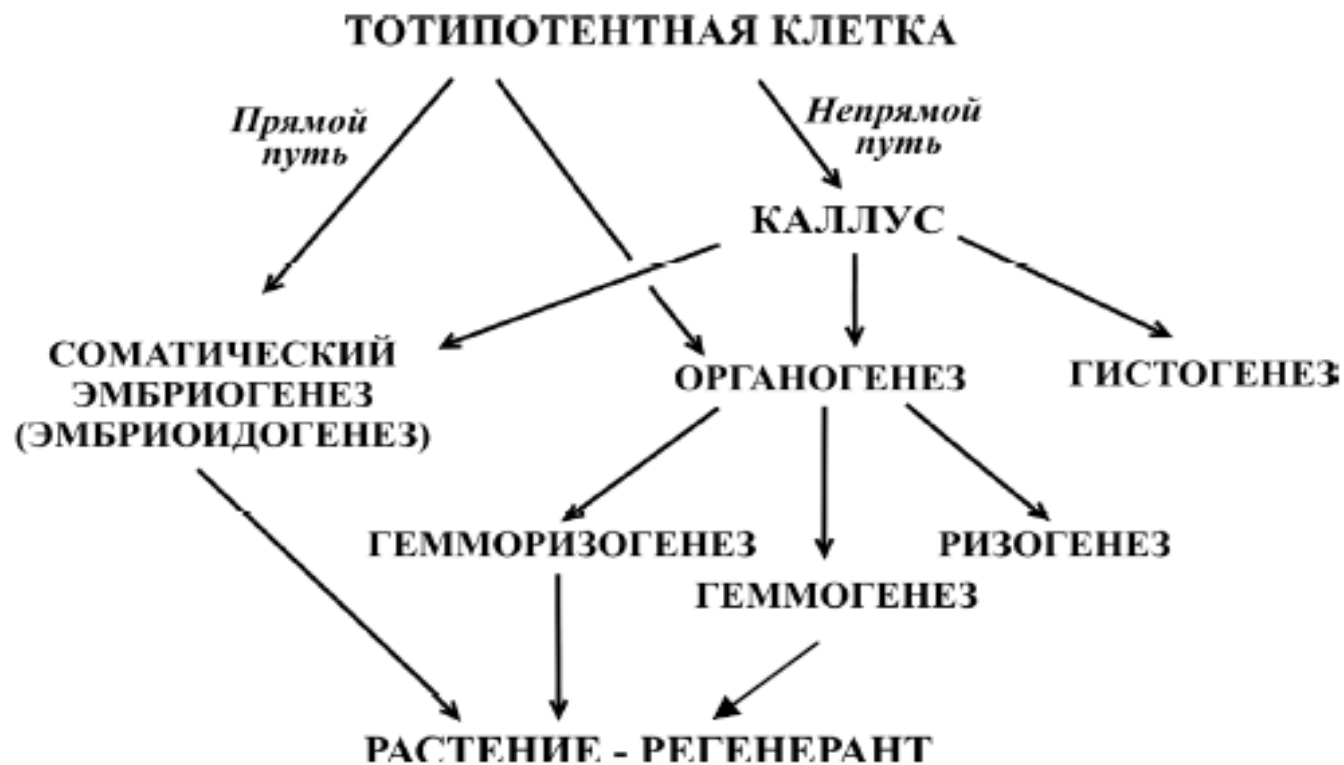 ТОТИПОТЕНТНАЯ КЛЕТКА
Прямой
путь
Непрямой
путь
КАЛЛУС
СОМАТИЧЕСКИЙ
ЭМБРИОГЕНЕЗ
(ЭМБРИОИДОГЕНЕЗ)
ОРГАНОГЕНЕЗ
ГИСТОГЕНЕЗ
ГЕММОРИЗОГЕНЕЗ
РИЗОГЕНЕЗ
ГЕММОГЕНЕЗ
РАСТЕНИЕ - РЕГЕНЕРАНТ